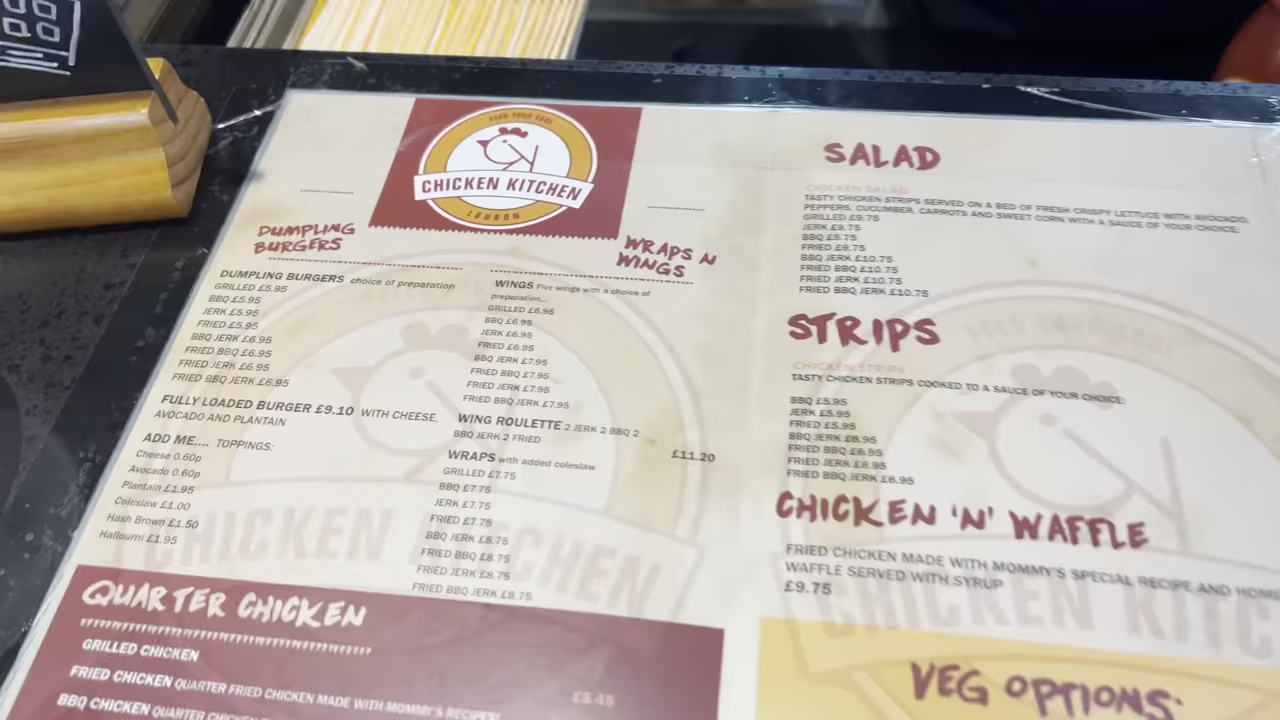 CHICKEN KITCHEN
LONDON
DUMPLING
BURGERS
DUMPLING BURGERS choice of preparation
GRILLED £5.95
BBQ £5.95
JERK £5.95
FRIED £5.95
BBQ JERK £6.95
FRIED BBQ £6.95
FRIED JERK £6.95
FRIED BBQ JERK £6.95
FULLY LOADED BURGER £9.10 WITH CHEESE,
AVOCADO AND PLANTAIN
ADD ME.... TOPPINGS:
Cheese 0.60p
Avocado 0.60p
Plantain £1.95
Coleslaw £1.00
Hash Brown £1.50
Halloumi £1.95
WRAPS N
WINGS
WINGS Five wings with a choice of
preparation...
GRILLED £6.95
BBQ £6.95
JERK £6.95
FRIED £6.95
BBQ JERK £7.95
FRIED BBQ £7.95
FRIED JERK £7.95
FRIED BBQ JERK £7.95
WING ROULETTE 2 JERK 2 BBQ 2
BBQ JERK 2 FRIED
£11.20
WRAPS with added coleslaw
GRILLED £7.75
BBQ £7.75
JERK £7.75
FRIED £7.75
BBQ JERK £8.75
FRIED BBQ £8.75
FRIED JERK £8.75
FRIED BBQ JERK £8.75
QUARTER CHICKEN
GRILLED CHICKEN
FRIED CHICKEN QUARTER FRIED CHICKEN MADE WITH MOMMY'S RECIPES!
£5.45
BBQ CHICKEN QUARTER CHICKEN
SALAD
CHICKEN SALAD
TASTY CHICKEN STRIPS SERVED ON A BED OF FRESH CRISPY LETTUCE WITH AVOCADO,
PEPPERS, CUCUMBER, CARROTS AND SWEET CORN WITH A SAUCE OF YOUR CHOICE;
GRILLED £9.75
JERK £9.75
BBQ £9.75
FRIED £9.75
BBQ JERK £10.75
FRIED BBQ £10.75
FRIED JERK £10.75
FRIED BBQ JERK £10.75
STRIPS
CHICKEN STRIPS
TASTY CHICKEN STRIPS COOKED TO A SAUCE OF YOUR CHOICE;
BBQ £5.95
JERK £5.95
FRIED £5.95
BBQ JERK £6.95
FRIED BBQ £6.95
FRIED JERK £6.95
FRIED BBQ JERK £6.95
CHICKEN 'N' WAFFLE
FRIED CHICKEN MADE WITH MOMMY'S SPECIAL RECIPE AND
WAFFLE SERVED WITH SYRUP
£9.75
VEG OPTIONS: